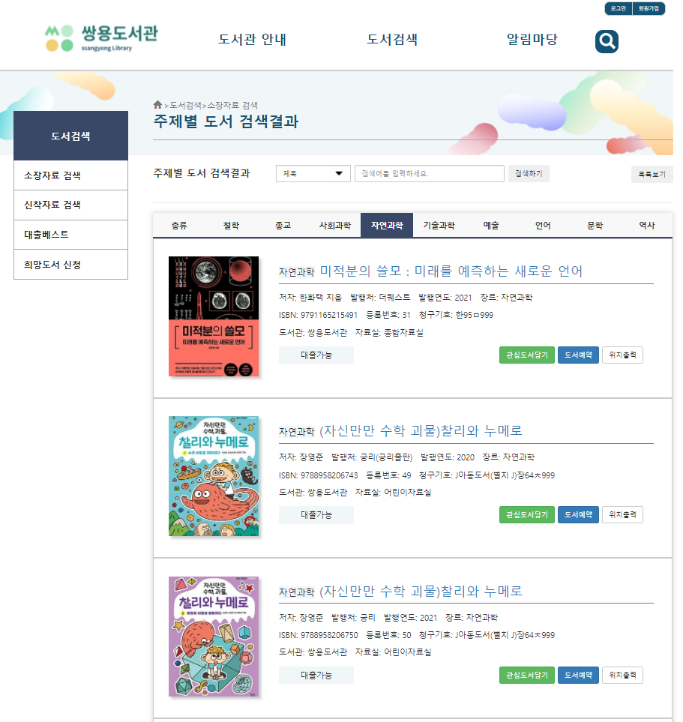 로그인 회원가입
쌍용도서관
ssangyong Library
도서관 안내 도서검색 알림마당
>도서검색>소장자료 검색
주제별 도서 검색결과
도서검색
소장자료 검색
신착자료 검색
대출베스트
희망도서 신청
주제별 도서 검색결과 제목 검색어를 입력하세요. 검색하기 목록보기
총류 철학 종교 사회과학 자연과학 기술과학 예술 언어 문학 역사
미적분의 쓸모
미래를 예측하는 새로운 언어
자연과학 미적분의 쓸모 : 미래를 예측하는 새로운 언어
저자: 한화택 지음 발행처: 더퀘스트 발행연도: 2021 장르: 자연과학
ISBN: 9791165215491 등록번호: 31 청구기호: 한95ㅁ999
도서관: 쌍용도서관 자료실: 종합자료실
대출가능 관심도서담기 도서예약 위치출력
자신만만
수학 괴물,
찰리와 누메로
자연과학 (자신만만 수학 괴물)찰리와 누메로
저자: 장영준 발행처: 궁리(궁리출판) 발행연도: 2020 장르: 자연과학
ISBN: 9788958206743 등록번호: 49 청구기호: J아동도서(별치 J)장64ㅊ999
도서관: 쌍용도서관 자료실: 어린이자료실
대출가능 관심도서담기 도서예약 위치출력
자신만만
수학 괴물,
찰리와 누메로
자연과학 (자신만만 수학 괴물)찰리와 누메로
저자: 장영준 발행처: 궁리 발행연도: 2021 장르: 자연과학
ISBN: 9788958206750 등록번호: 50 청구기호: J아동도서(별치 J)장64ㅊ999
도서관: 쌍용도서관 자료실: 어린이자료실
대출가능 관심도서담기 도서예약 위치출력